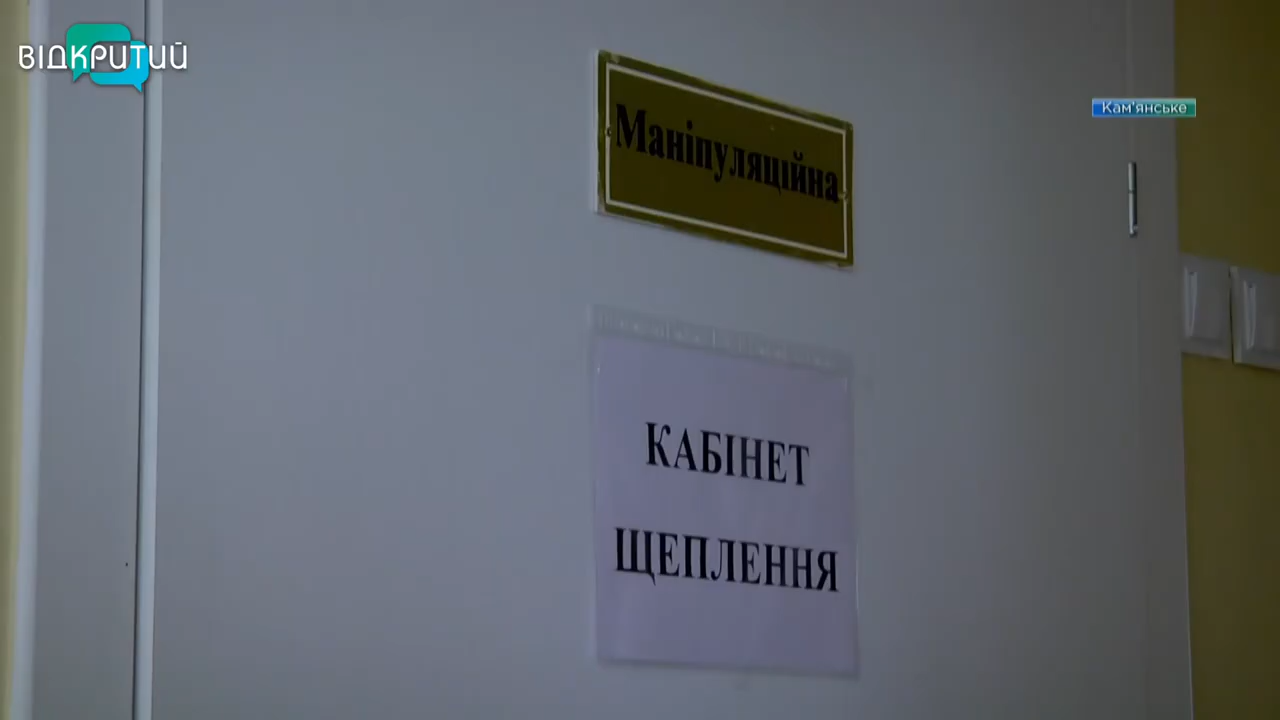 ВІДКРИТИЙ
Кам'янське
Маніпуляційна
КАБІНЕТ
ЩЕПЛЕННЯ